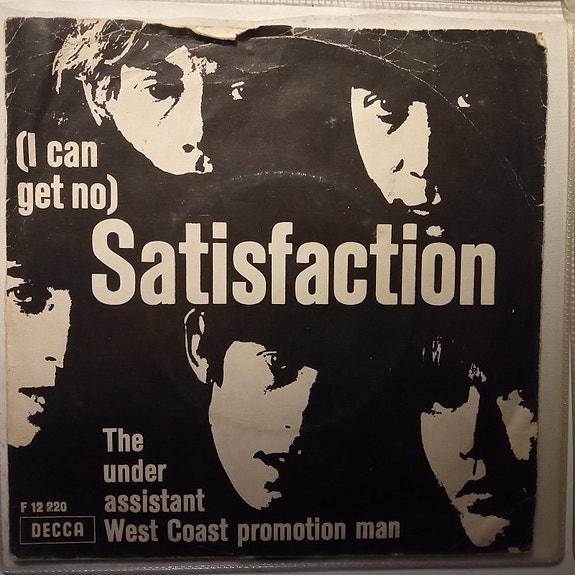 (I can
get no)
Satisfaction
The
under
assistant
West Coast promotion man
F 12 220
DECCA